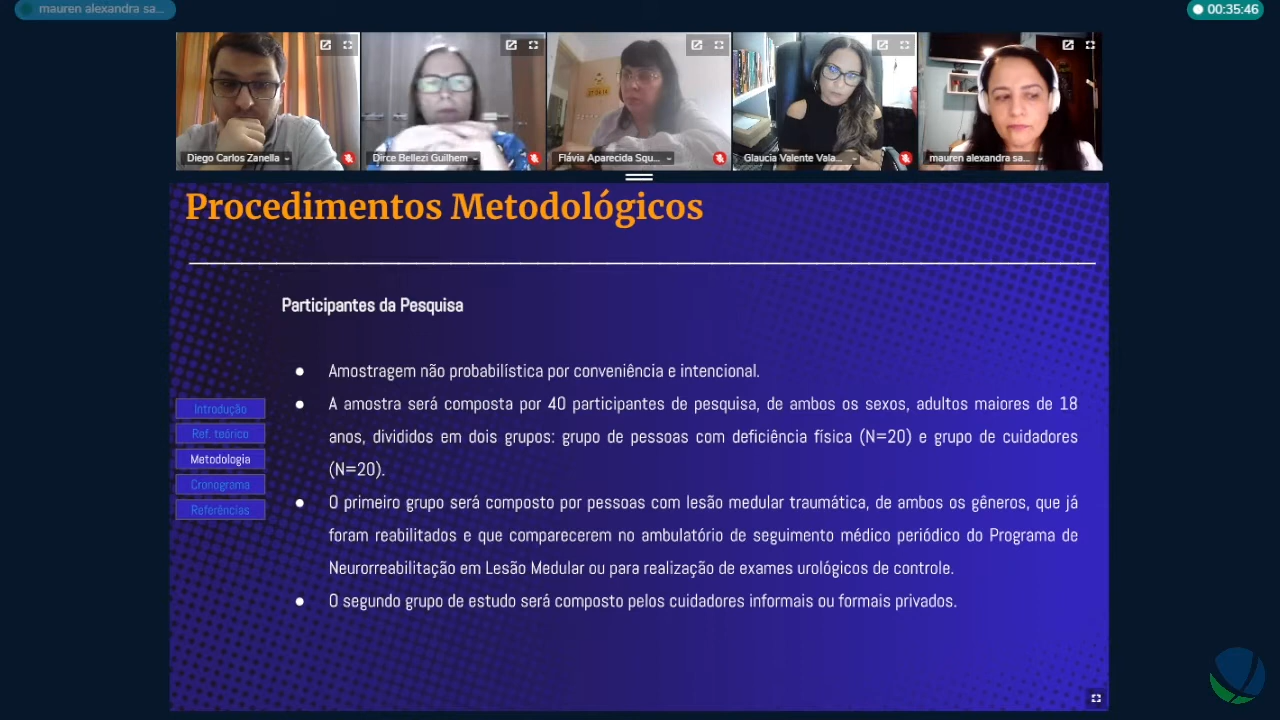 mauren alexandra sa...
00:35:46
Diego Carlos Zanella
Dirce Bellezi Guilhem
Flávia Aparecida Squ...
Glaucia Valente Vala...
mauren alexandra sa...
Procedimentos Metodológicos
Participantes da Pesquisa
● Amostragem não probabilística por conveniência e intencional.
● A amostra será composta por 40 participantes de pesquisa, de ambos os sexos, adultos maiores de 18
anos, divididos em dois grupos: grupo de pessoas com deficiência física (N=20) e grupo de cuidadores
(N=20).
● O primeiro grupo será composto por pessoas com lesão medular traumática, de ambos os gêneros, que já
foram reabilitados e que comparecerem no ambulatório de seguimento médico periódico do Programa de
Neurorreabilitação em Lesão Medular ou para realização de exames urológicos de controle.
● O segundo grupo de estudo será composto pelos cuidadores informais ou formais privados.
Introdução
Ref. teórico
Metodologia
Cronograma
Referências